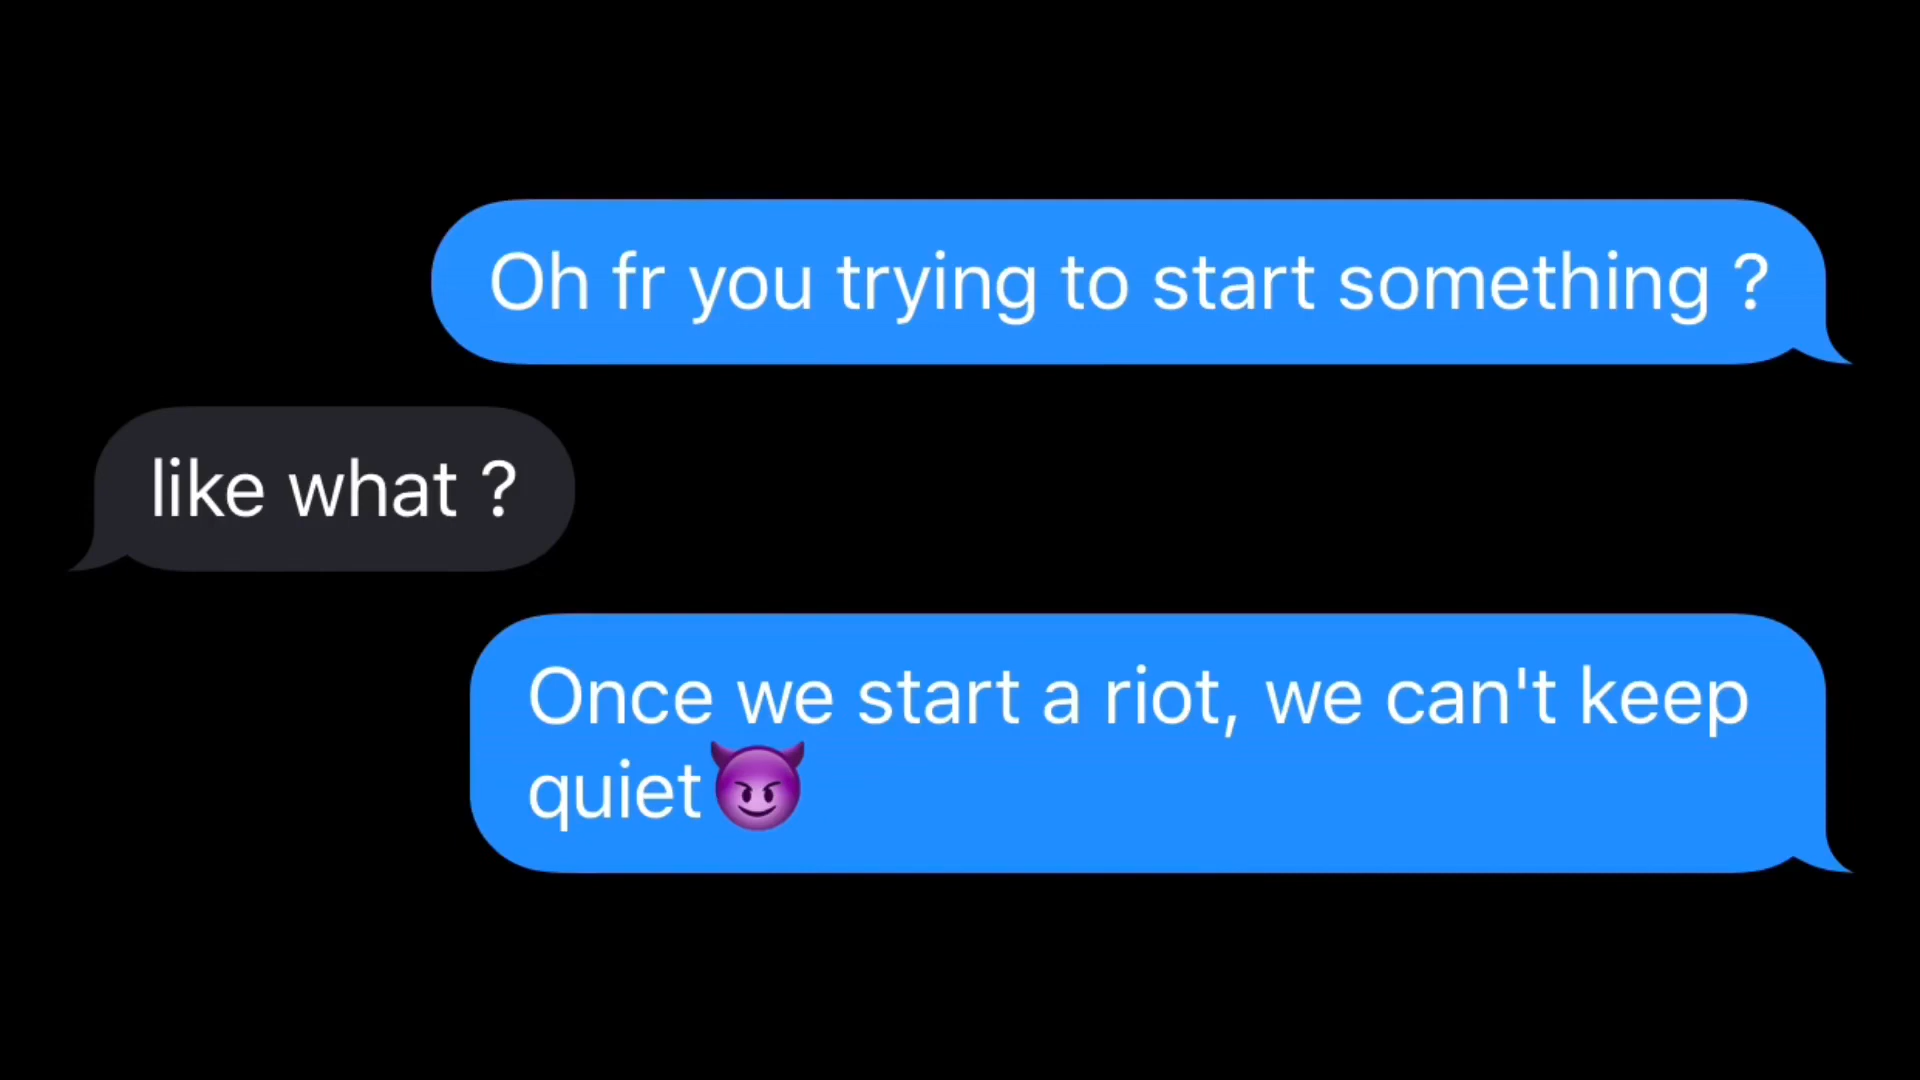 Oh fr you trying to start something ?
like what ?
Once we start a riot, we can't keep
quiet😈